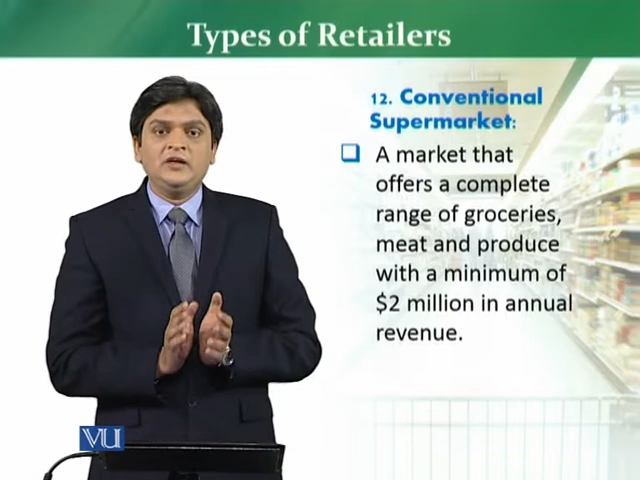 Types of Retailers
12. Conventional
Supermarket:
A market that
offers a complete
range of groceries,
meat and produce
with a minimum of
$2 million in annual
revenue.
VU